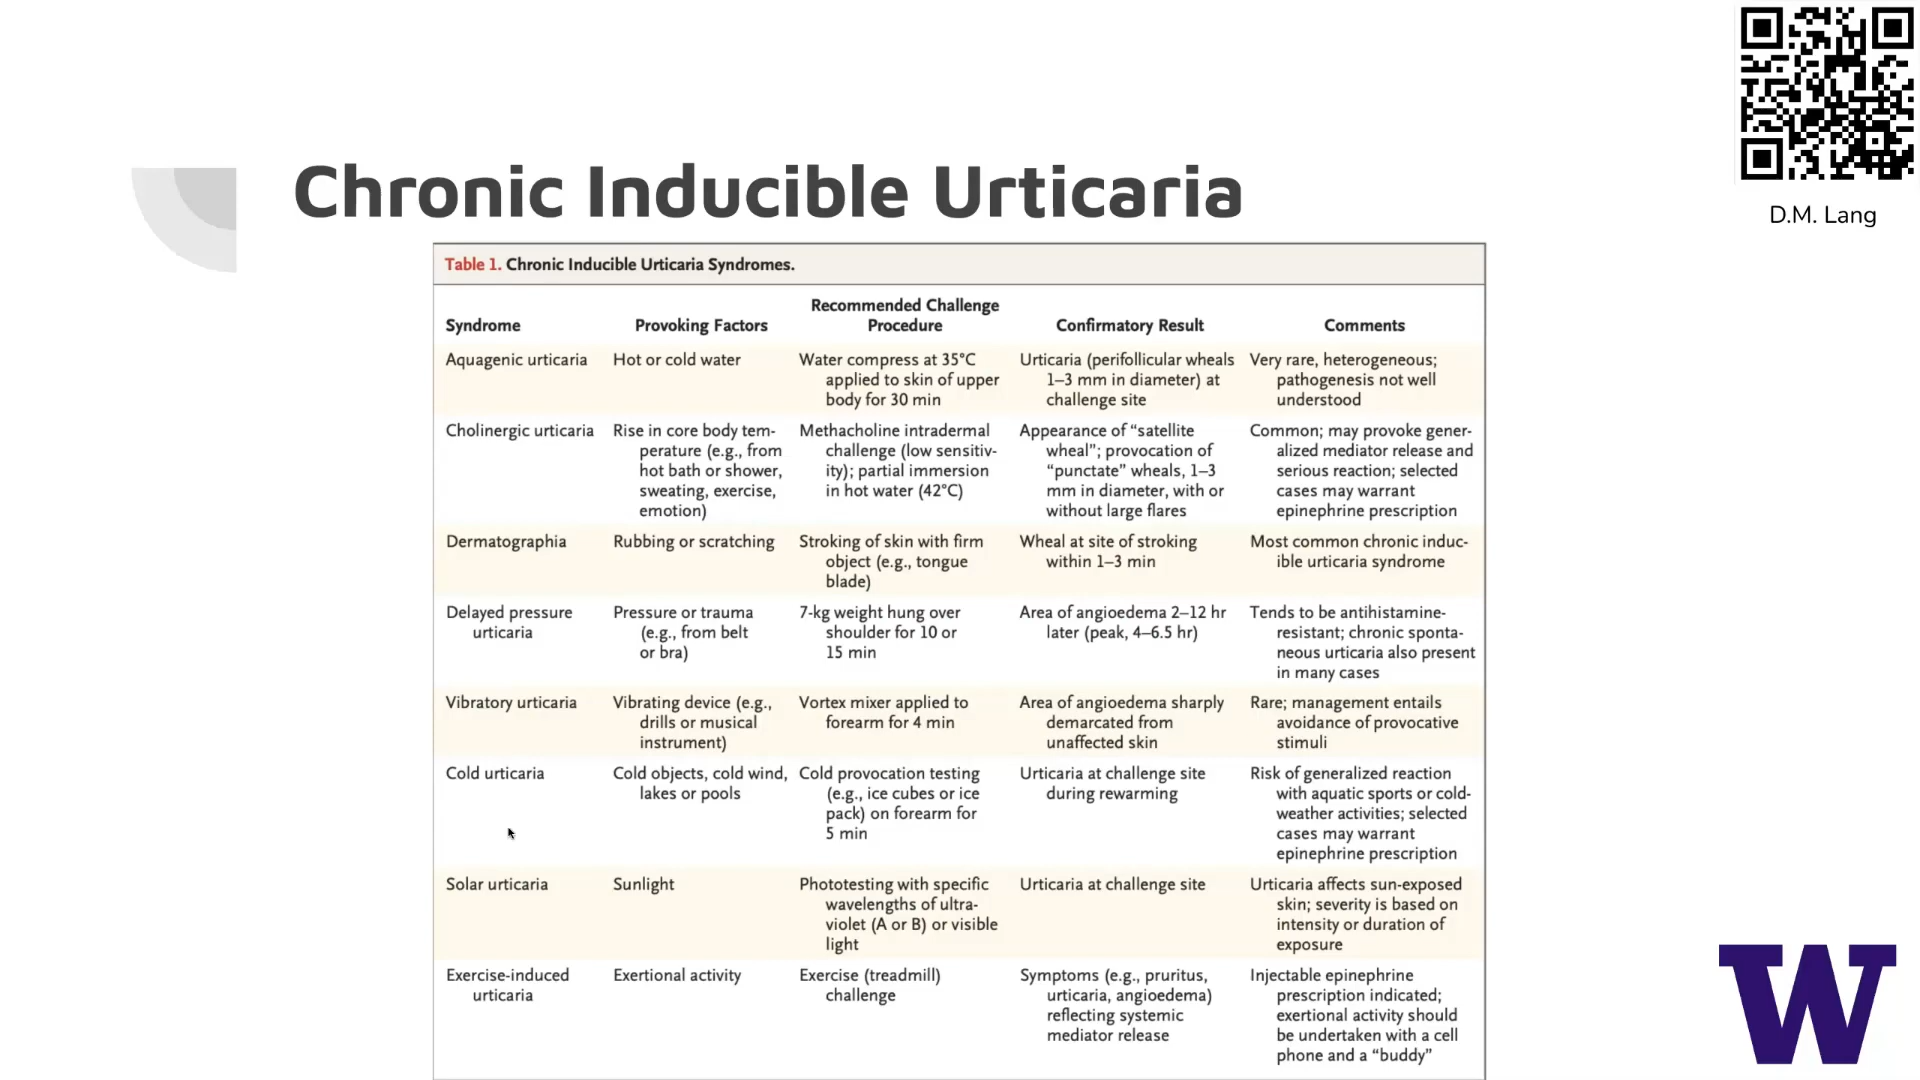 Chronic Inducible Urticaria
D.M. Lang
Table 1. Chronic Inducible Urticaria Syndromes.
Syndrome Provoking Factors Recommended Challenge Procedure Confirmatory Result Comments
Aquagenic urticaria Hot or cold water Water compress at 35°C Urticaria (perifollicular wheals Very rare, heterogeneous;
applied to skin of upper 1–3 mm in diameter) at pathogenesis not well
body for 30 min challenge site understood
Cholinergic urticaria Rise in core body tem- Methacholine intradermal Appearance of “satellite Common; may provoke gener-
perature (e.g., from challenge (low sensitiv- wheal”; provocation of alized mediator release and
hot bath or shower, ity); partial immersion “punctate” wheals, 1–3 serious reaction; selected
sweating, exercise, in hot water (42°C) mm in diameter, with or cases may warrant
emotion) without large flares epinephrine prescription
Dermatographia Rubbing or scratching Stroking of skin with firm Wheal at site of stroking Most common chronic induc-
object (e.g., tongue within 1–3 min ible urticaria syndrome
blade)
Delayed pressure Pressure or trauma 7-kg weight hung over Area of angioedema 2–12 hr Tends to be antihistamine-
urticaria (e.g., from belt shoulder for 10 or later (peak, 4–6.5 hr) resistant; chronic sponta-
or bra) 15 min neous urticaria also present
in many cases
Vibratory urticaria Vibrating device (e.g., Vortex mixer applied to Area of angioedema sharply Rare; management entails
drills or musical forearm for 4 min demarcated from avoidance of provocative
instrument) unaffected skin stimuli
Cold urticaria Cold objects, cold wind, Cold provocation testing Urticaria at challenge site Risk of generalized reaction
lakes or pools (e.g., ice cubes or ice during rewarming with aquatic sports or cold-
pack) on forearm for weather activities; selected
5 min cases may warrant
epinephrine prescription
Solar urticaria Sunlight Phototesting with specific Urticaria at challenge site Urticaria affects sun-exposed
wavelengths of ultra- skin; severity is based on
violet (A or B) or visible intensity or duration of
light exposure
Exercise-induced Exertional activity Exercise (treadmill) Symptoms (e.g., pruritus, Injectable epinephrine
urticaria challenge urticaria, angioedema) prescription indicated;
reflecting systemic exertional activity should
mediator release be undertaken with a cell
phone and a “buddy”
W